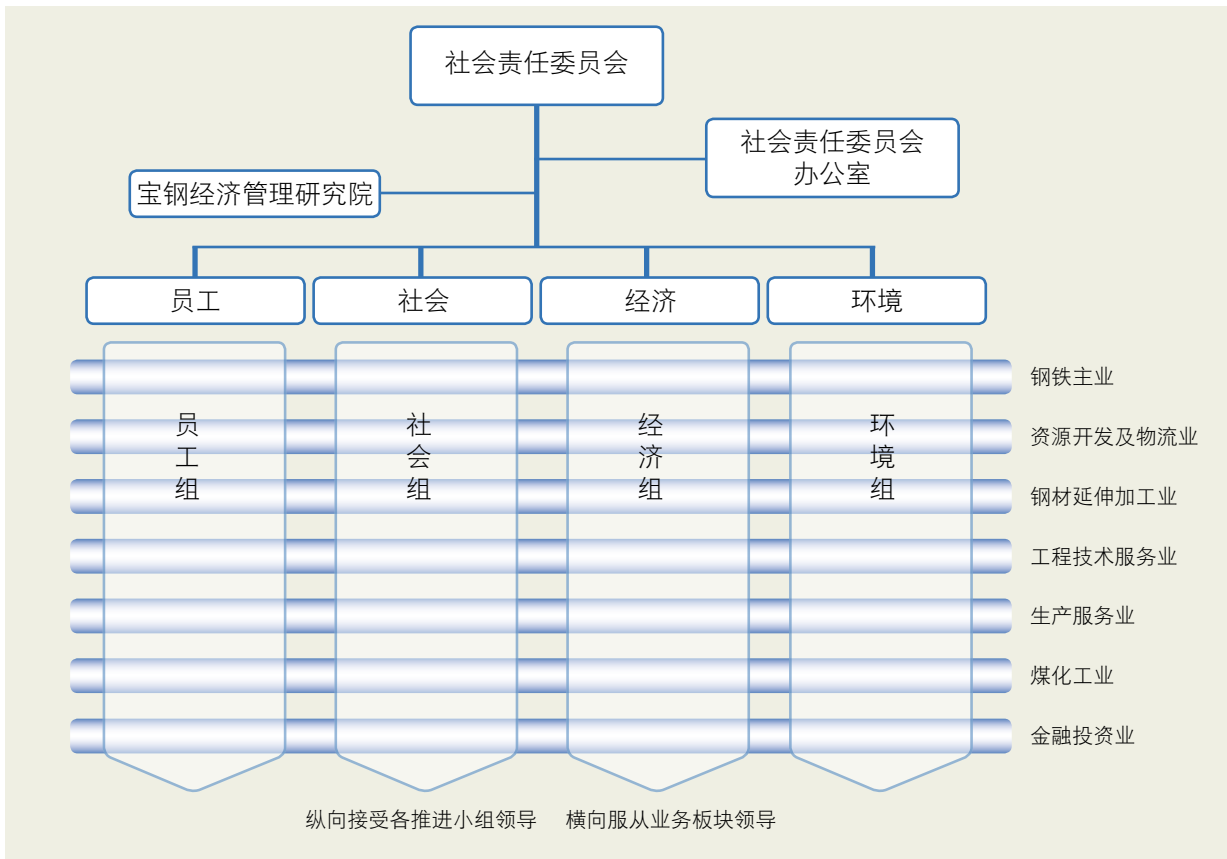 社会责任委员会
社会责任委员会
办公室
宝钢经济管理研究院
员工
社会
经济
环境
员工组
社会组
经济组
环境组
钢铁主业
资源开发及物流业
钢材延伸加工业
工程技术服务业
生产服务业
煤化工业
金融投资业
纵向接受各推进小组领导 横向服从业务板块领导